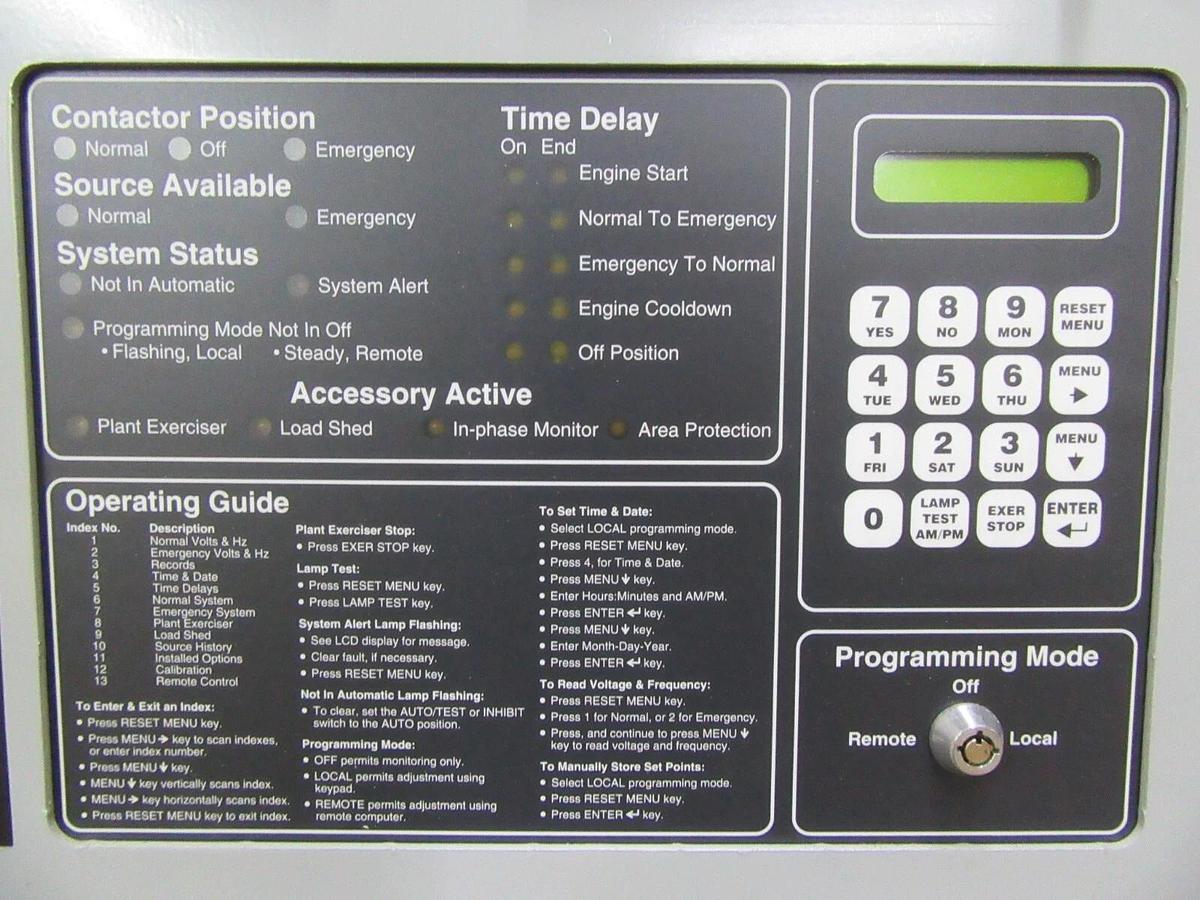 Contactor Position
Normal Off Emergency
Source Available
Normal Emergency
System Status
Not In Automatic System Alert
Programming Mode Not In Off
• Flashing, Local • Steady, Remote
Time Delay
On End
Engine Start
Normal To Emergency
Emergency To Normal
Engine Cooldown
Off Position
Accessory Active
Plant Exerciser Load Shed In-phase Monitor Area Protection
7 8 9 RESET
YES NO MON MENU
4 5 6 MENU
TUE WED THU →
1 2 3 MENU
FRI SAT SUN ↓
0 LAMP EXER ENTER
TEST STOP ↵
AM/PM
Operating Guide
Index No. Description
1 Normal Volts & Hz
2 Emergency Volts & Hz
3 Records
4 Time & Date
5 Time Delays
6 Normal System
7 Emergency System
8 Plant Exerciser
9 Load Shed
10 Source History
11 Installed Options
12 Calibration
13 Remote Control
To Enter & Exit an Index:
• Press RESET MENU key.
• Press MENU → key to scan indexes,
or enter index number.
• Press MENU ↓ key.
• MENU ↓ key vertically scans index.
• MENU → key horizontally scans index.
• Press RESET MENU key to exit index.
Plant Exerciser Stop:
• Press EXER STOP key.
Lamp Test:
• Press RESET MENU key.
• Press LAMP TEST key.
System Alert Lamp Flashing:
• See LCD display for message.
• Clear fault, if necessary.
• Press RESET MENU key.
Not In Automatic Lamp Flashing:
• To clear, set the AUTO/TEST or INHIBIT
switch to the AUTO position.
Programming Mode:
• OFF permits monitoring only.
• LOCAL permits adjustment using
keypad.
• REMOTE permits adjustment using
remote computer.
To Set Time & Date:
• Select LOCAL programming mode.
• Press RESET MENU key.
• Press 4, for Time & Date.
• Press MENU ↓ key.
• Enter Hours:Minutes and AM/PM.
• Press ENTER ↵ key.
• Press MENU ↓ key.
• Enter Month-Day-Year.
• Press ENTER ↵ key.
To Read Voltage & Frequency:
• Press RESET MENU key.
• Press 1 for Normal, or 2 for Emergency.
• Press, and continue to press MENU ↓
key to read voltage and frequency.
To Manually Store Set Points:
• Select LOCAL programming mode.
• Press RESET MENU key.
• Press ENTER ↵ key.
Programming Mode
Off
Remote Local